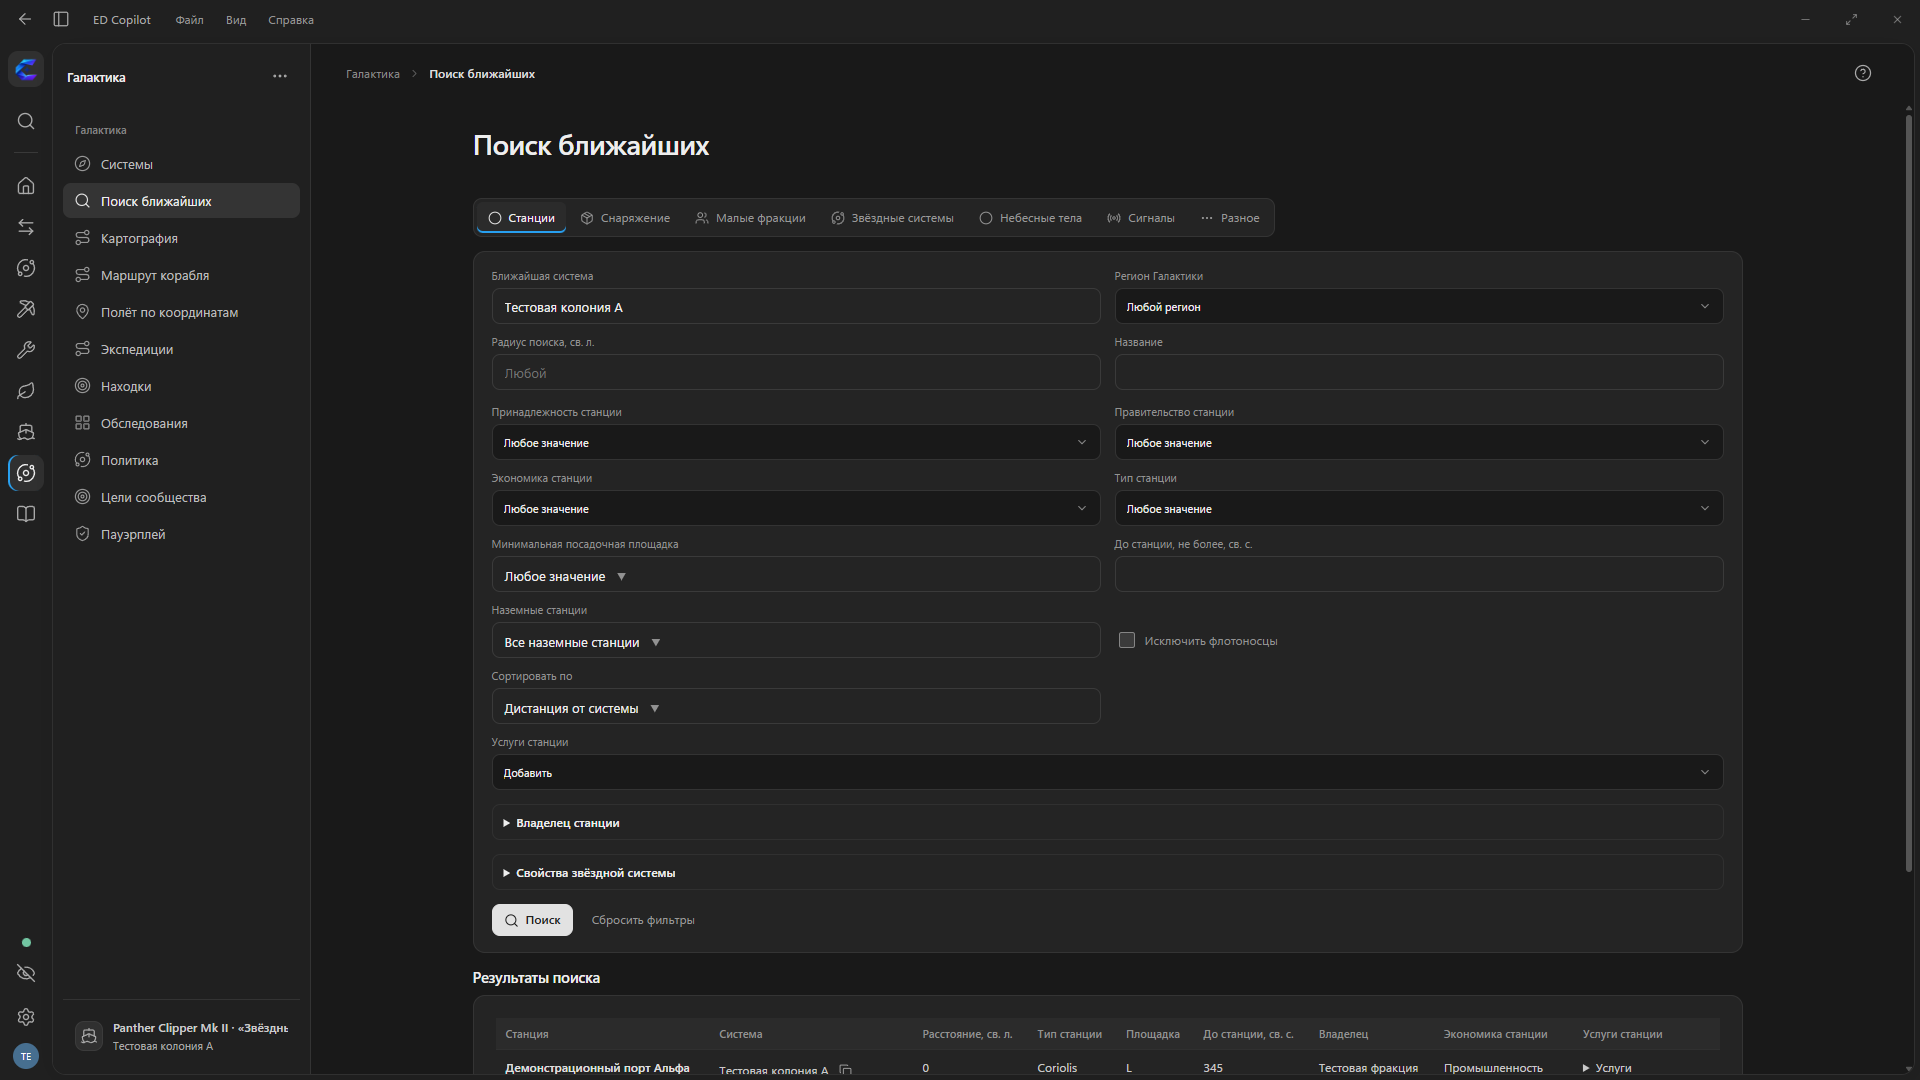 ED Copilot Файл Вид Справка
Галактика
Галактика
Системы
Поиск ближайших
Картография
Маршрут корабля
Полёт по координатам
Экспедиции
Находки
Обследования
Политика
Цели сообщества
Пауэрплей
Panther Clipper Mk II · «Звёздны
Тестовая колония A
TE
Галактика Поиск ближайших
Поиск ближайших
Станции Снаряжение Малые фракции Звёздные системы Небесные тела Сигналы Разное
Ближайшая система Регион Галактики
Тестовая колония A Любой регион
Радиус поиска, св. л. Название
Любой
Принадлежность станции Правительство станции
Любое значение Любое значение
Экономика станции Тип станции
Любое значение Любое значение
Минимальная посадочная площадка До станции, не более, св. с.
Любое значение
Наземные станции
Все наземные станции Исключить флотоносцы
Сортировать по
Дистанция от системы
Услуги станции
Добавить
Владелец станции
Свойства звёздной системы
Поиск Сбросить фильтры
Результаты поиска
Станция Система Расстояние, св. л. Тип станции Площадка До станции, св. с. Владелец Экономика станции Услуги станции
Демонстрационный порт Альфа Тестовая колония A 0 Coriolis L 345 Тестовая фракция Промышленность Услуги